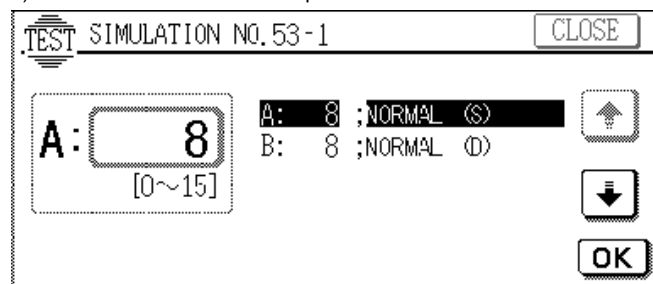 TEST SIMULATION NO.53-1 CLOSE
A: 8
[0~15]
A: 8 ;NORMAL (S)
B: 8 ;NORMAL (D)
OK